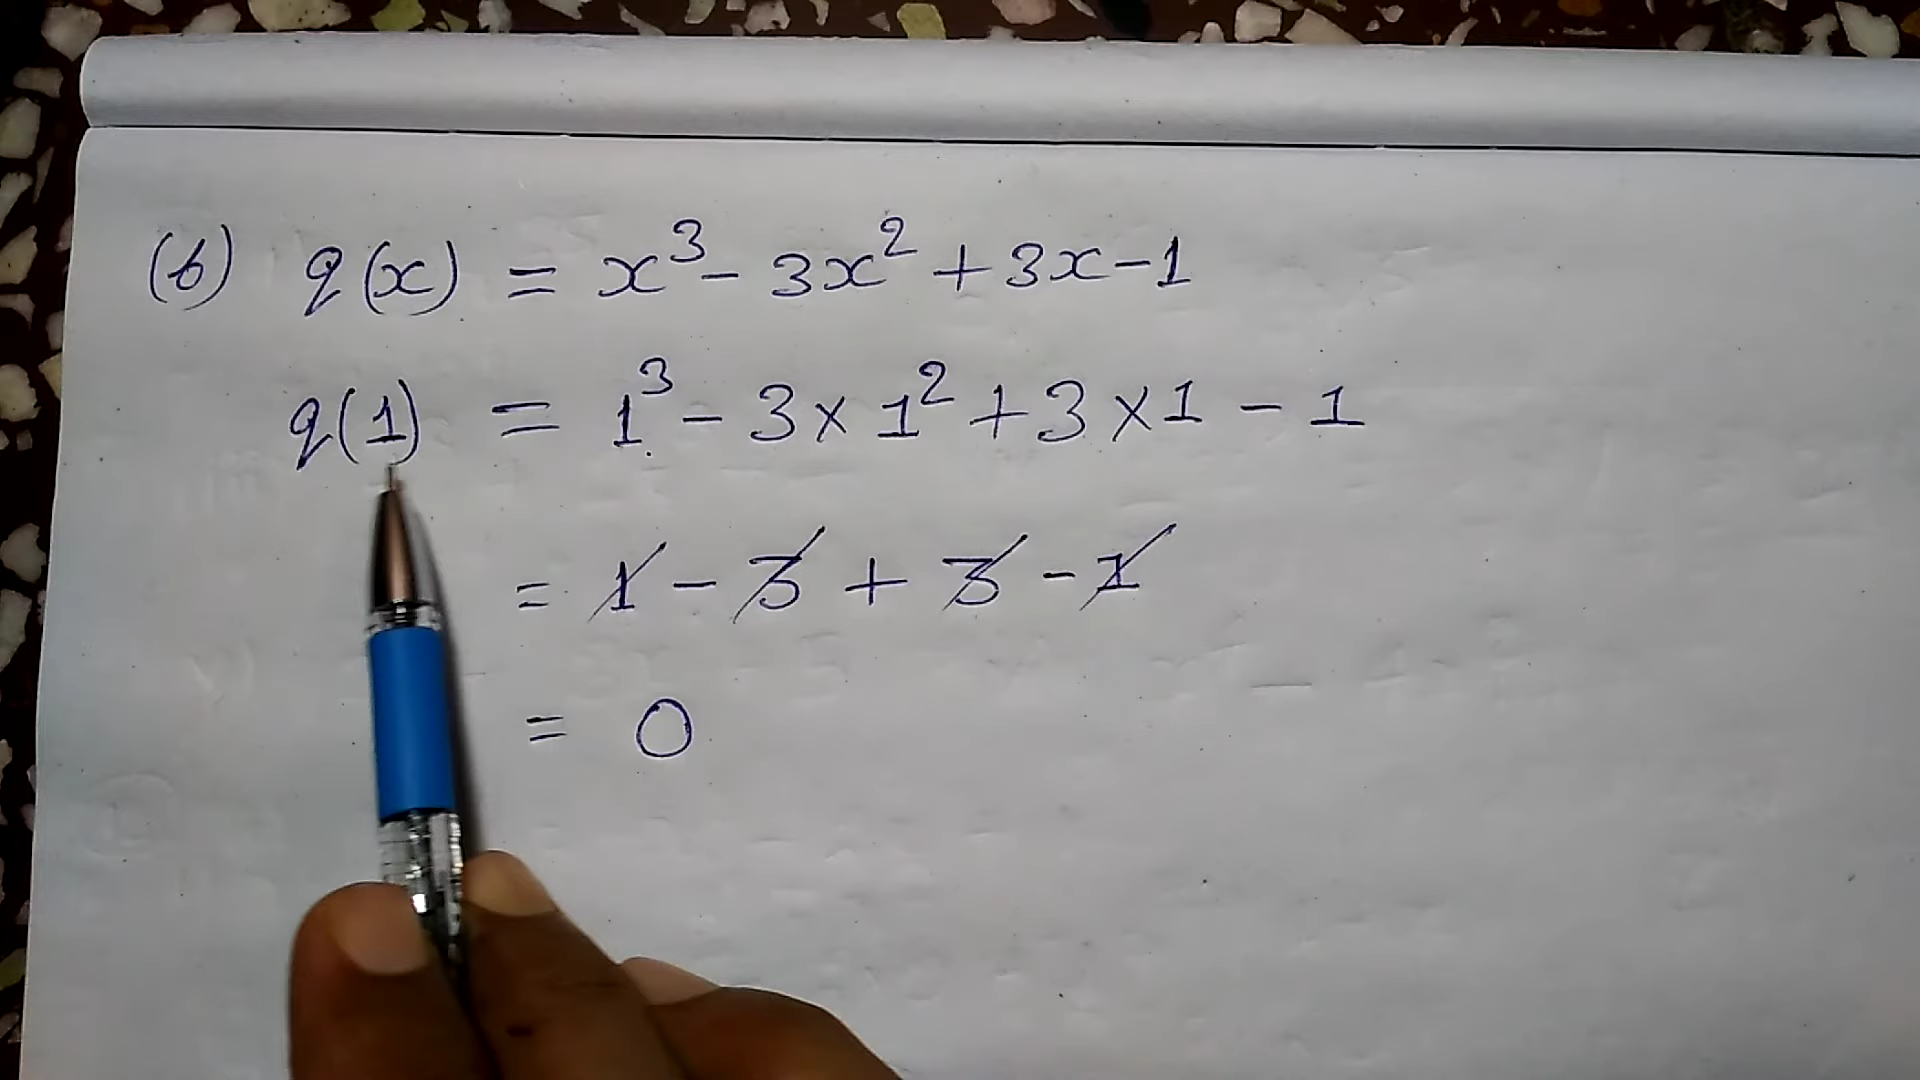 (b) q(x) = x³ - 3x² + 3x - 1
q(1) = 1³ - 3 × 1² + 3 × 1 - 1
= 1 - 3 + 3 - 1
= 0